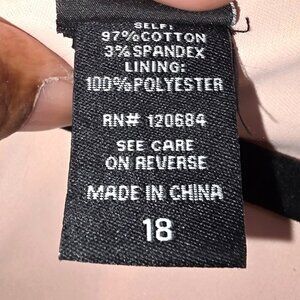 SELF:
97%COTTON
3%SPANDEX
LINING:
100%POLYESTER
RN# 120684
SEE CARE
ON REVERSE
MADE IN CHINA
18